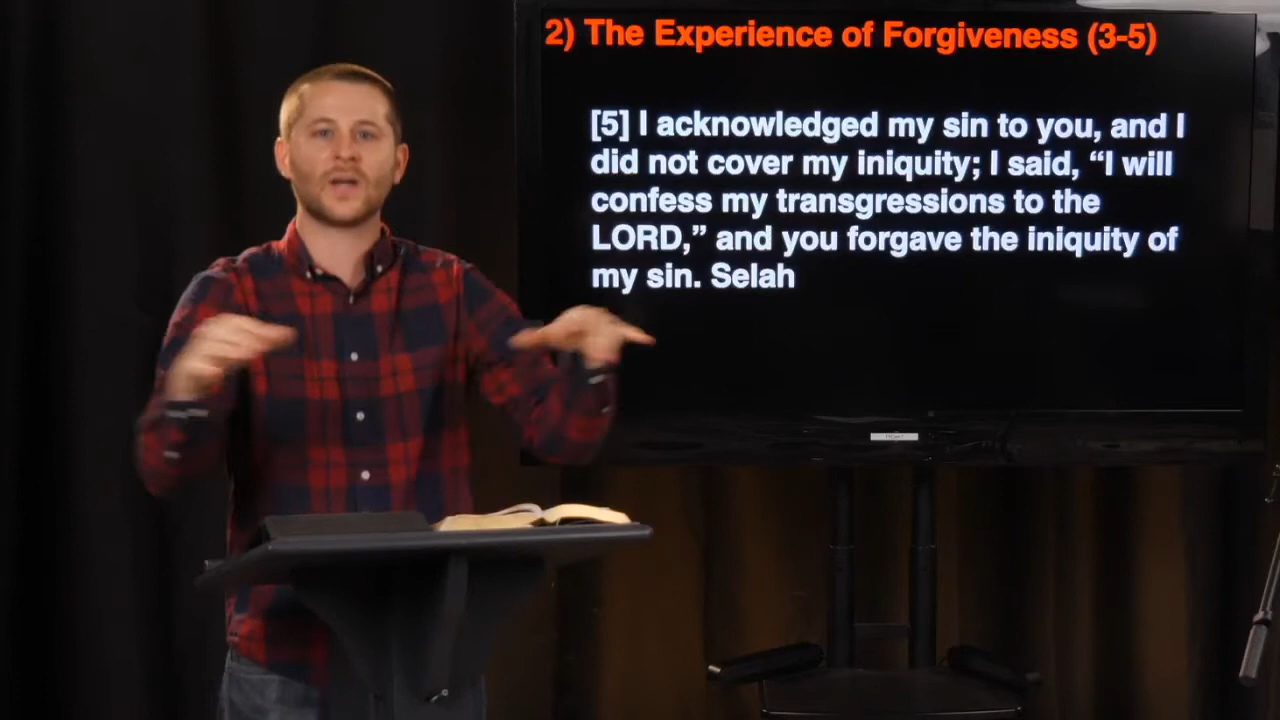 2) The Experience of Forgiveness (3-5)
[5] I acknowledged my sin to you, and I
did not cover my iniquity; I said, “I will
confess my transgressions to the
LORD,” and you forgave the iniquity of
my sin. Selah